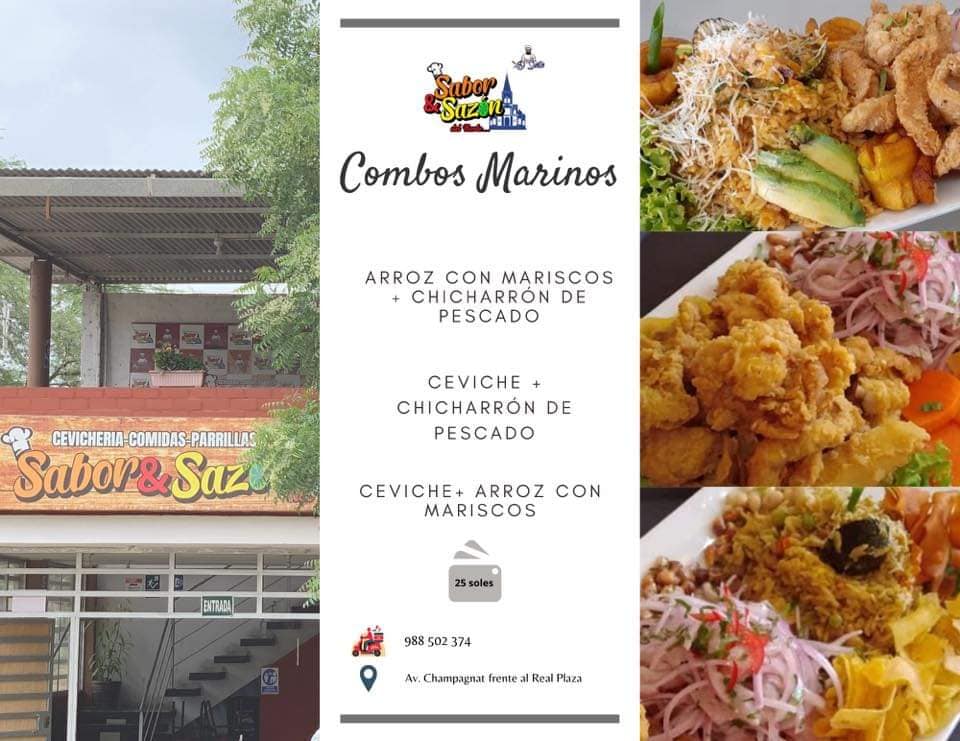 CEVICHERIA-COMIDAS-PARRILLAS
Sabor&Saz
ENTRADA
Sabor
&Sazón
Combos Marinos
ARROZ CON MARISCOS
+ CHICHARRÓN DE
PESCADO
CEVICHE +
CHICHARRÓN DE
PESCADO
CEVICHE+ ARROZ CON
MARISCOS
25 soles
988 502 374
Av. Champagnat frente al Real Plaza